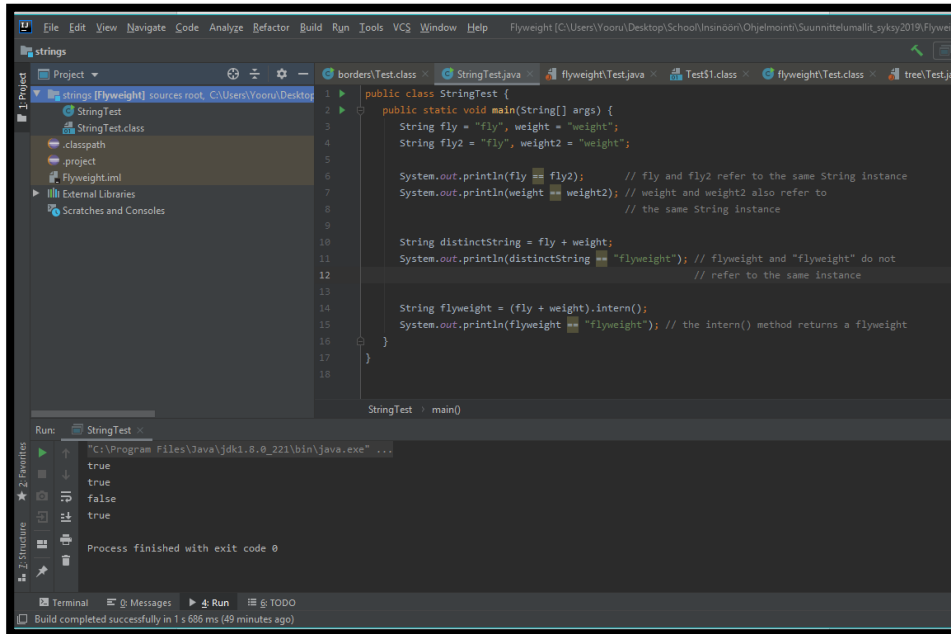 File Edit View Navigate Code Analyze Refactor Build Run Tools VCS Window Help Flyweight [C:\Users\Yooru\Desktop\School\Insinööri\Ohjelmointi\Suunnittelumallit_syksy2019\Flywei
strings
Project
borders\Test.class StringTest.java flyweight\Test.java Test$1.class flyweight\Test.class tree\Test.ja
1: Project
strings [Flyweight] sources root, C:\Users\Yooru\Desktop
StringTest
StringTest.class
.classpath
.project
Flyweight.iml
External Libraries
Scratches and Consoles
1 public class StringTest {
2 public static void main(String[] args) {
3 String fly = "fly", weight = "weight";
4 String fly2 = "fly", weight2 = "weight";
5
6 System.out.println(fly == fly2); // fly and fly2 refer to the same String instance
7 System.out.println(weight == weight2); // weight and weight2 also refer to
8 // the same String instance
9
10 String distinctString = fly + weight;
11 System.out.println(distinctString == "flyweight"); // flyweight and "flyweight" do not
12 // refer to the same instance
13
14 String flyweight = (fly + weight).intern();
15 System.out.println(flyweight == "flyweight"); // the intern() method returns a flyweight
16 }
17 }
18
StringTest main()
Run: StringTest
"C:\Program Files\Java\jdk1.8.0_221\bin\java.exe" ...
true
true
false
true
Process finished with exit code 0
2: Favorites
Z: Structure
Terminal 0: Messages 4: Run 6: TODO
Build completed successfully in 1 s 686 ms (49 minutes ago)